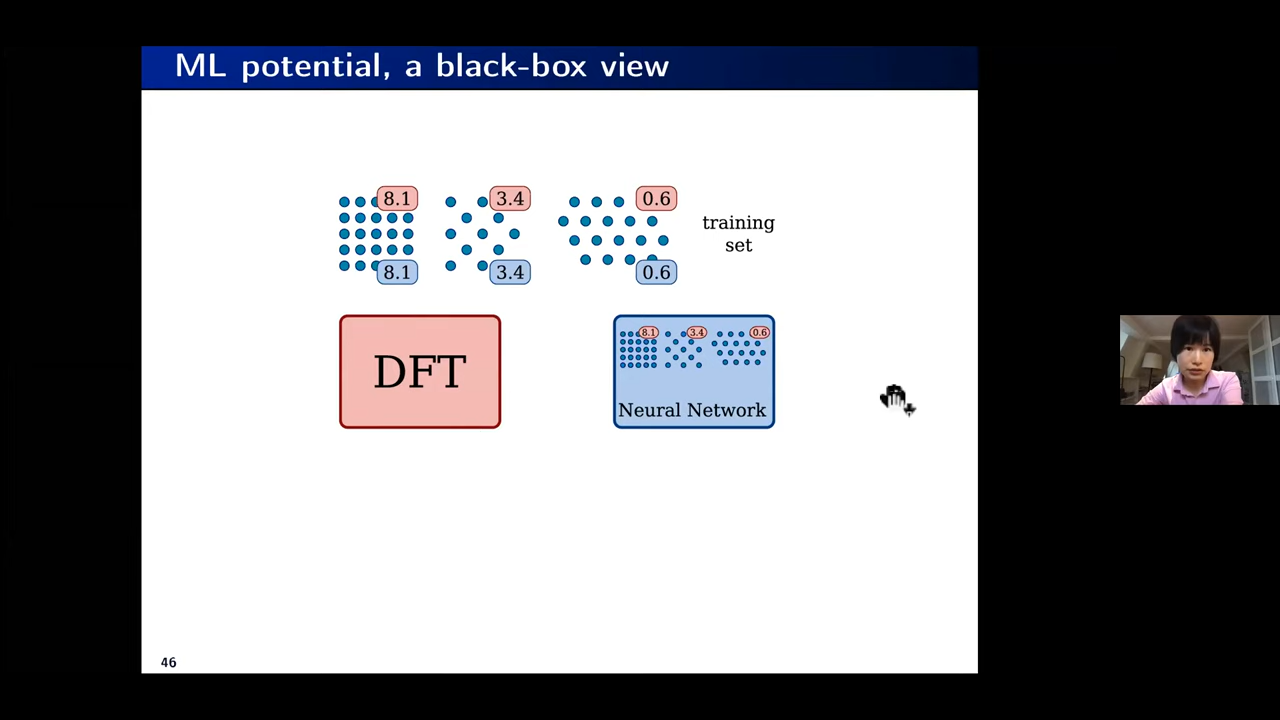 ML potential, a black-box view
8.1
3.4
0.6
training
set
8.1
3.4
0.6
DFT
8.1
3.4
0.6
Neural Network
46